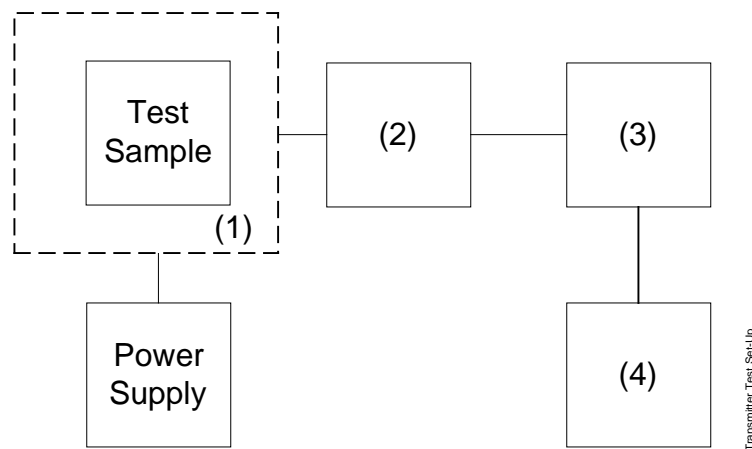 Test
Sample
(1)
(2)
(3)
Power
Supply
(4)
Transmitter Test Set-Up